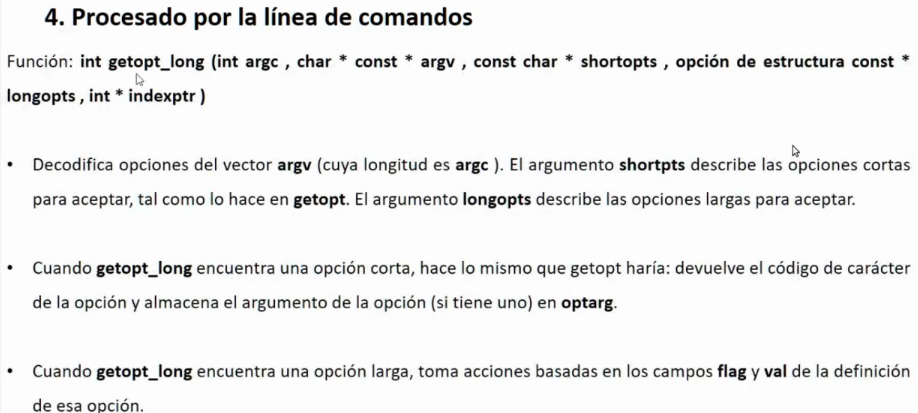 4. Procesado por la línea de comandos
Función: int getopt_long (int argc , char * const * argv , const char * shortopts , opción de estructura const *
longopts , int * indexptr )
• Decodifica opciones del vector argv (cuya longitud es argc ). El argumento shortpts describe las opciones cortas
para aceptar, tal como lo hace en getopt. El argumento longopts describe las opciones largas para aceptar.
• Cuando getopt_long encuentra una opción corta, hace lo mismo que getopt haría: devuelve el código de carácter
de la opción y almacena el argumento de la opción (si tiene uno) en optarg.
• Cuando getopt_long encuentra una opción larga, toma acciones basadas en los campos flag y val de la definición
de esa opción.